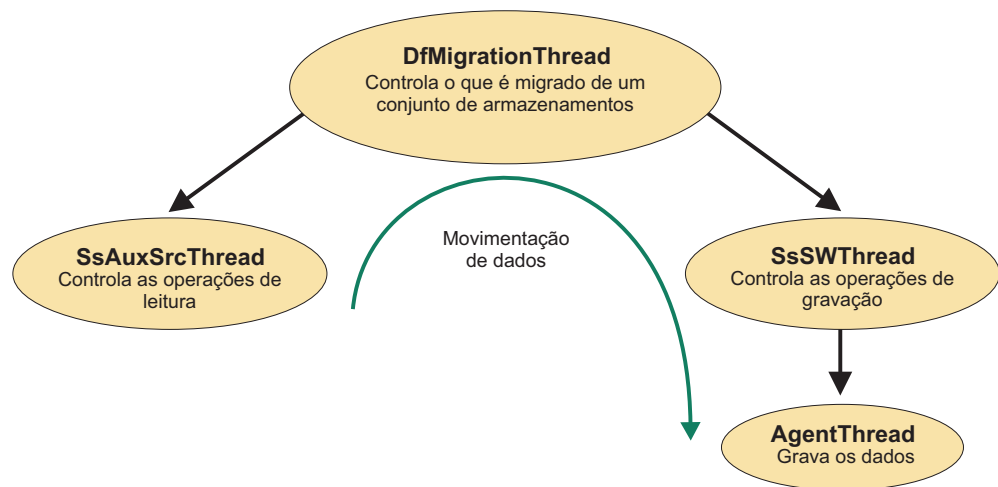 DfMigrationThread
Controla o que é migrado de um
conjunto de armazenamentos
SsAuxSrcThread
Controla as operações de
leitura
Movimentação
de dados
SsSWThread
Controla as operações de
gravação
AgentThread
Grava os dados